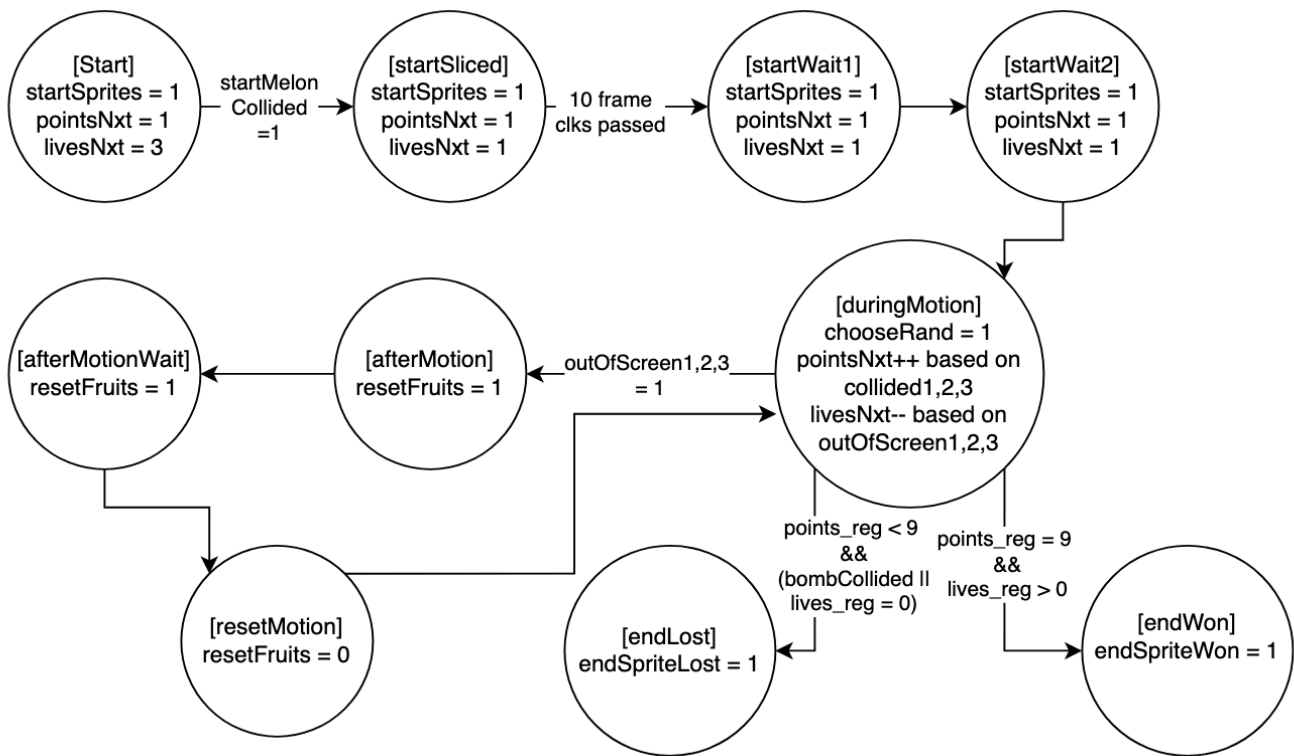 [Start]
startSprites = 1
pointsNxt = 1
livesNxt = 3
startMelon
Collided
=1
[startSliced]
startSprites = 1
pointsNxt = 1
livesNxt = 1
10 frame
clks passed
[startWait1]
startSprites = 1
pointsNxt = 1
livesNxt = 1
[startWait2]
startSprites = 1
pointsNxt = 1
livesNxt = 1
[duringMotion]
chooseRand = 1
pointsNxt++ based on
collided1,2,3
livesNxt-- based on
outOfScreen1,2,3
outOfScreen1,2,3
= 1
[afterMotion]
resetFruits = 1
[afterMotionWait]
resetFruits = 1
[resetMotion]
resetFruits = 0
points_reg < 9
&&
(bombCollided ||
lives_reg = 0)
[endLost]
endSpriteLost = 1
points_reg = 9
&&
lives_reg > 0
[endWon]
endSpriteWon = 1